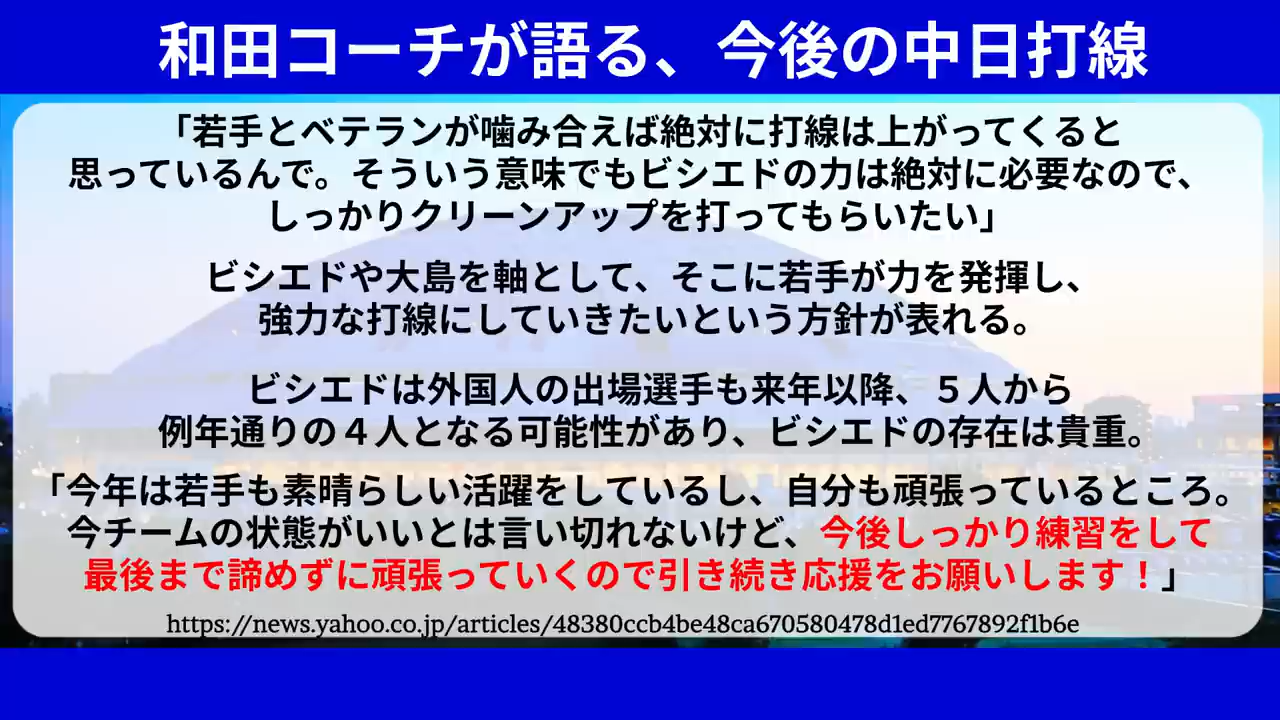 和田コーチが語る、今後の中日打線
「若手とベテランが噛み合えば絶対に打線は上がってくると
思っているんで。そういう意味でもビシエドの力は絶対に必要なので、
しっかりクリーンアップを打ってもらいたい」
ビシエドや大島を軸として、そこに若手が力を発揮し、
強力な打線にしていきたいという方針が表れる。
ビシエドは外国人の出場選手も来年以降、５人から
例年通りの４人となる可能性があり、ビシエドの存在は貴重。
「今年は若手も素晴らしい活躍をしているし、自分も頑張っているところ。
今チームの状態がいいとは言い切れないけど、今後しっかり練習をして
最後まで諦めずに頑張っていくので引き続き応援をお願いします！」
https://news.yahoo.co.jp/articles/48380ccb4be48ca670580478d1ed7767892f1b6e